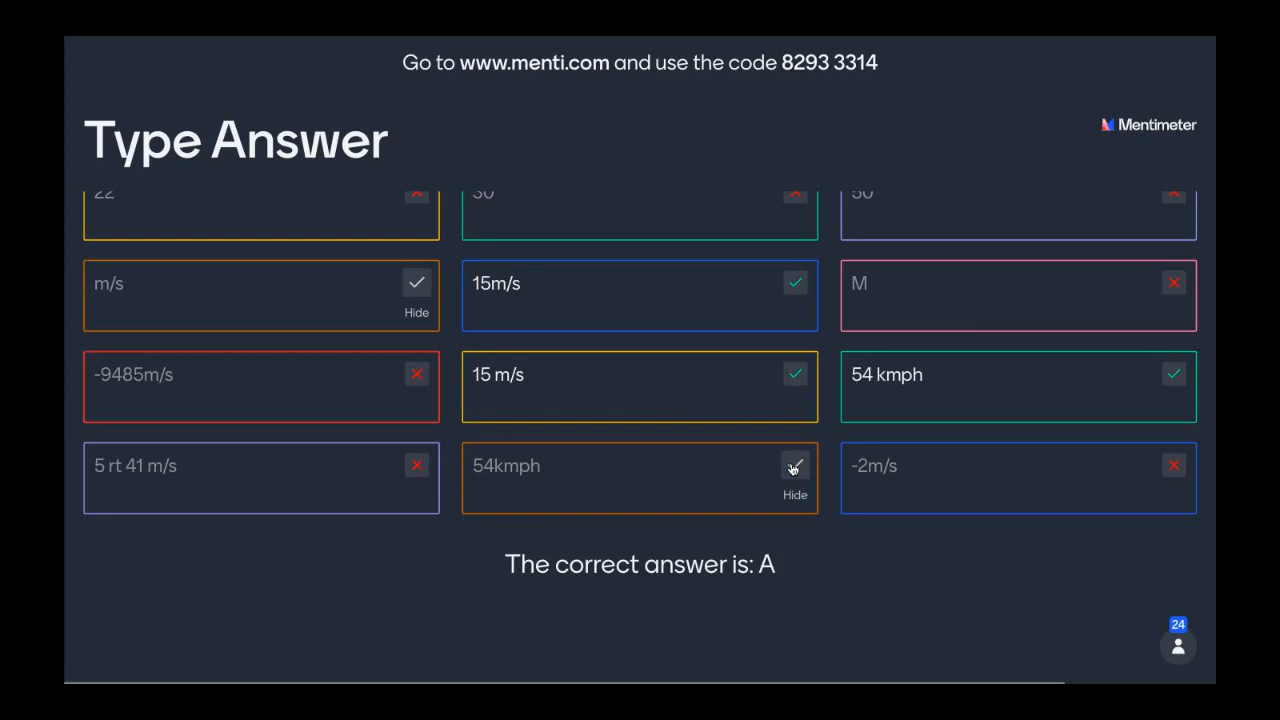 Go to www.menti.com and use the code 8293 3314
Type Answer
Mentimeter
22
30
50
m/s
Hide
15m/s
M
-9485m/s
15 m/s
54 kmph
5 rt 41 m/s
54kmph
Hide
-2m/s
The correct answer is: A
24